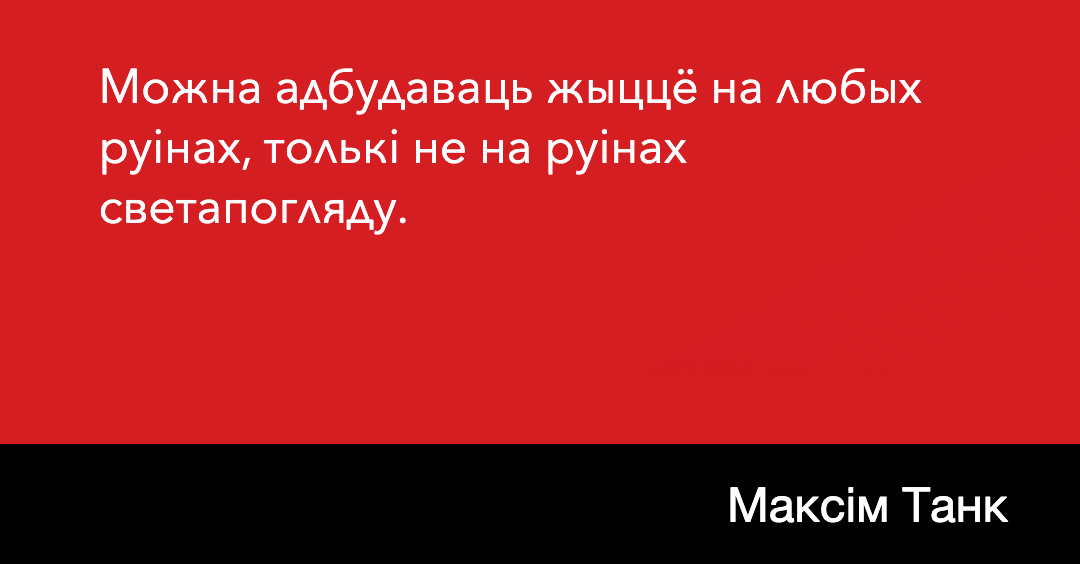 Можна адбудаваць жыццё на любых
руінах, толькі не на руінах
светапогляду.
Максім Танк